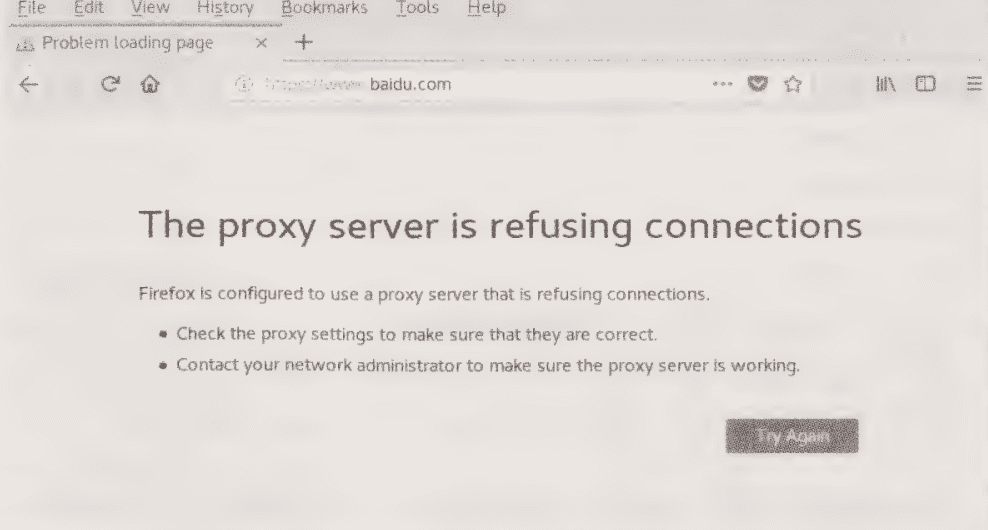 File Edit View History Bookmarks Tools Help
Problem loading page
baidu.com
The proxy server is refusing connections
Firefox is configured to use a proxy server that is refusing connections.
• Check the proxy settings to make sure that they are correct.
• Contact your network administrator to make sure the proxy server is working.
Try Again